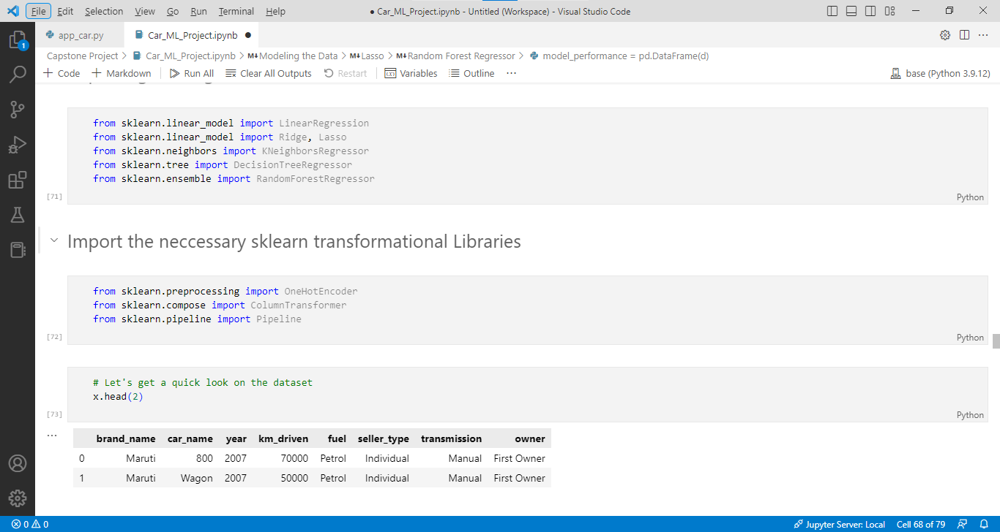 File Edit Selection View Go Run Terminal Help ● Car_ML_Project.ipynb - Untitled (Workspace) - Visual Studio Code
app_car.py Car_ML_Project.ipynb ●
Capstone Project > Car_ML_Project.ipynb > M↓Modeling the Data > M↓Lasso > M↓Random Forest Regressor > model_performance = pd.DataFrame(d)
+ Code + Markdown Run All Clear All Outputs Restart Variables Outline ···
base (Python 3.9.12)
1
from sklearn.linear_model import LinearRegression
from sklearn.linear_model import Ridge, Lasso
from sklearn.neighbors import KNeighborsRegressor
from sklearn.tree import DecisionTreeRegressor
from sklearn.ensemble import RandomForestRegressor
[71] Python
Import the neccessary sklearn transformational Libraries
from sklearn.preprocessing import OneHotEncoder
from sklearn.compose import ColumnTransformer
from sklearn.pipeline import Pipeline
[72] Python
# Let's get a quick look on the dataset
x.head(2)
[73] Python
...
brand_name car_name year km_driven fuel seller_type transmission owner
0 Maruti 800 2007 70000 Petrol Individual Manual First Owner
1 Maruti Wagon 2007 50000 Petrol Individual Manual First Owner
0 0 Jupyter Server: Local Cell 68 of 79